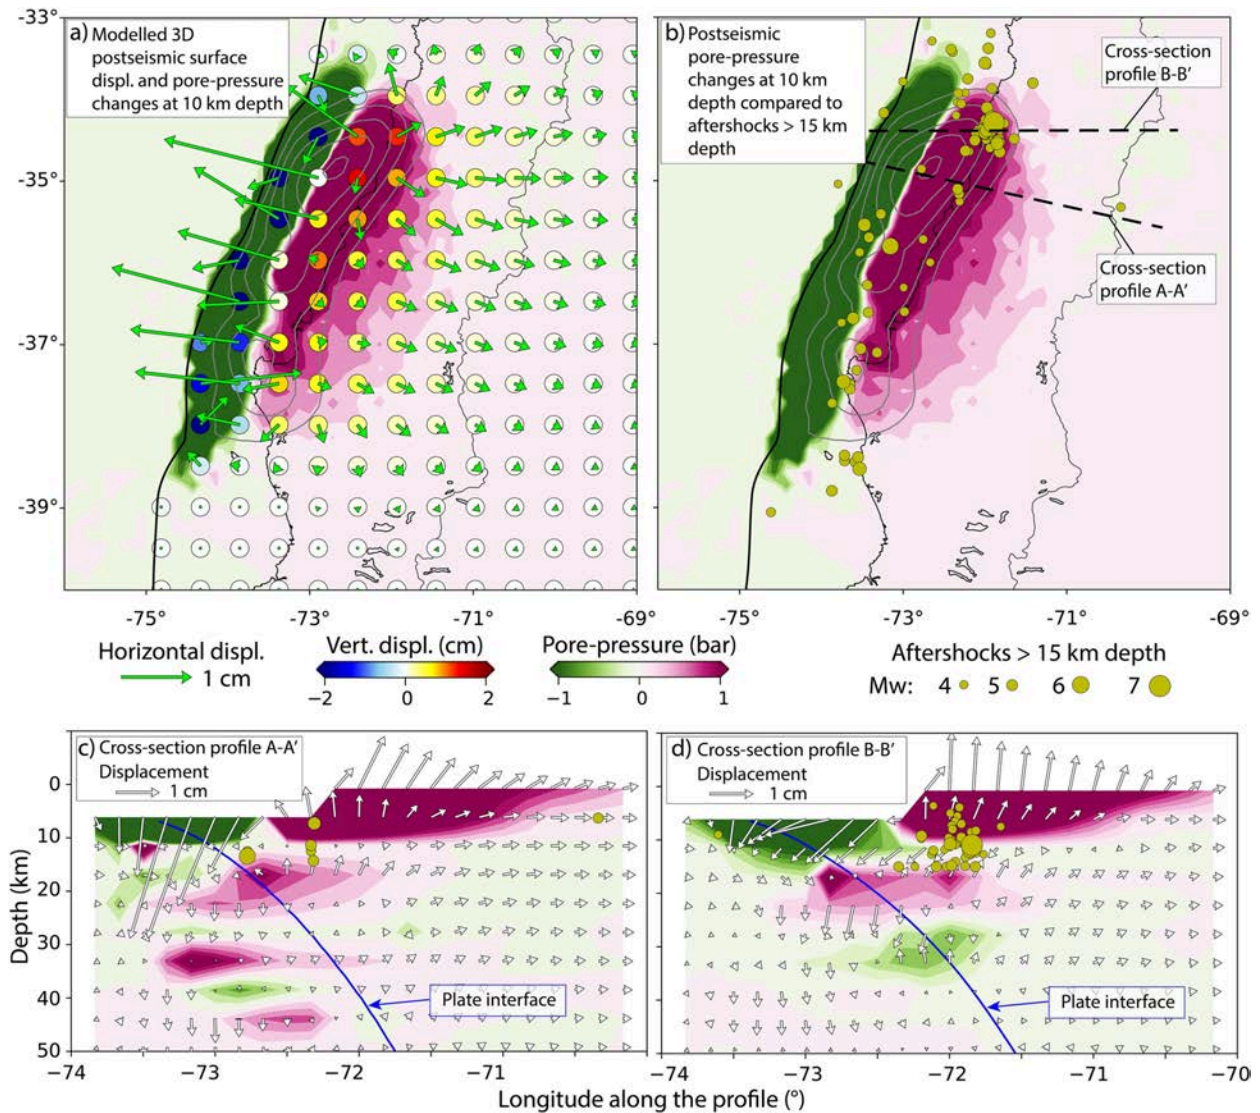 a) Modelled 3D
postseismic surface
displ. and pore-pressure
changes at 10 km depth
-33°
-35°
-37°
-39°
-75°
-73°
-71°
-69°
b) Postseismic
pore-pressure
changes at 10 km
depth compared to
aftershocks > 15 km
depth
Cross-section
profile B-B'
Cross-section
profile A-A'
-75°
-73°
-71°
-69°
Horizontal displ.
1 cm
Vert. displ. (cm)
−2 0 2
Pore-pressure (bar)
−1 0 1
Aftershocks > 15 km depth
Mw: 4 5 6 7
c) Cross-section profile A-A'
Displacement
1 cm
Plate interface
Depth (km)
0
10
20
30
40
50
−74 −73 −72 −71
d) Cross-section profile B-B'
Displacement
1 cm
Plate interface
−74 −73 −72 −71 −70
Longitude along the profile (°)